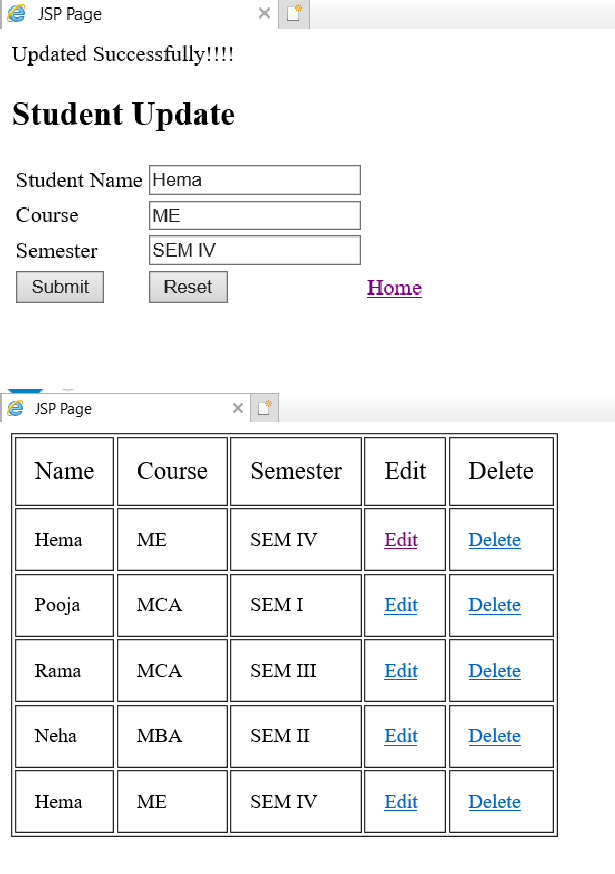 JSP Page
Updated Successfully!!!!
Student Update
Student Name Hema
Course ME
Semester SEM IV
Submit Reset Home
JSP Page
Name Course Semester Edit Delete
Hema ME SEM IV Edit Delete
Pooja MCA SEM I Edit Delete
Rama MCA SEM III Edit Delete
Neha MBA SEM II Edit Delete
Hema ME SEM IV Edit Delete